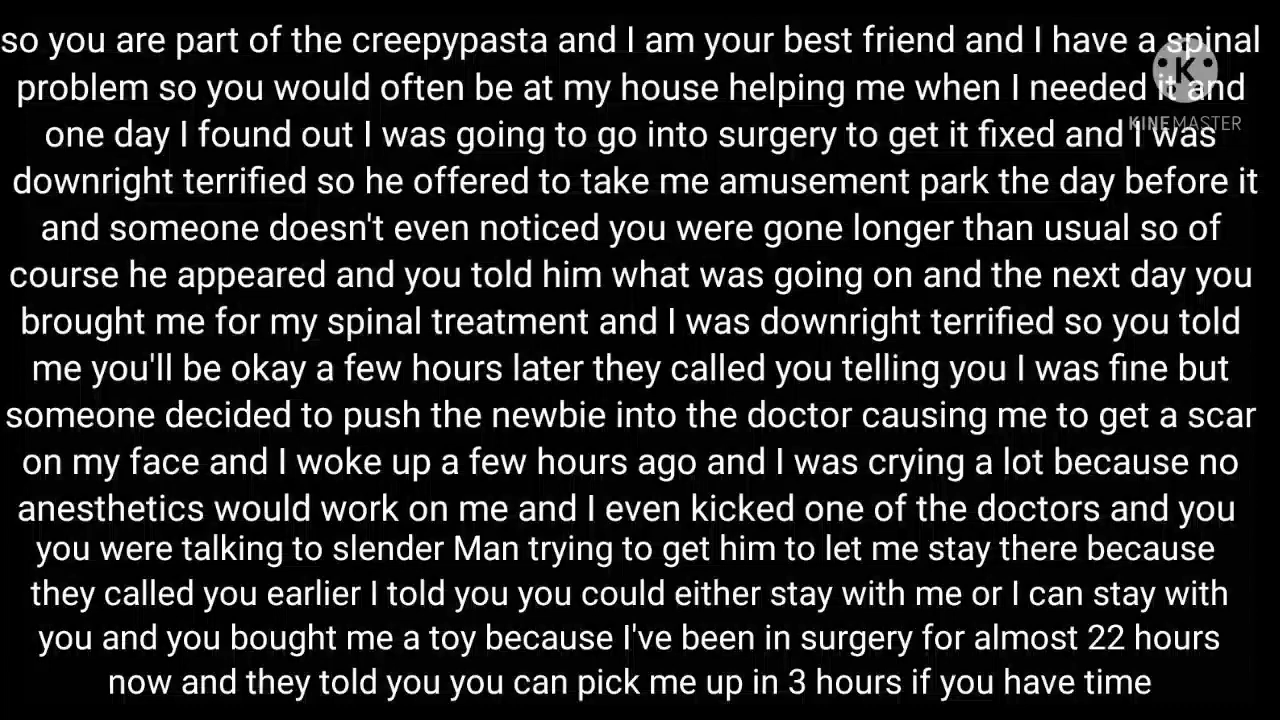 so you are part of the creepypasta and I am your best friend and I have a spinal
problem so you would often be at my house helping me when I needed it and
one day I found out I was going to go into surgery to get it fixed and I was
downright terrified so he offered to take me amusement park the day before it
and someone doesn't even noticed you were gone longer than usual so of
course he appeared and you told him what was going on and the next day you
brought me for my spinal treatment and I was downright terrified so you told
me you'll be okay a few hours later they called you telling you I was fine but
someone decided to push the newbie into the doctor causing me to get a scar
on my face and I woke up a few hours ago and I was crying a lot because no
anesthetics would work on me and I even kicked one of the doctors and you
you were talking to slender Man trying to get him to let me stay there because
they called you earlier I told you you could either stay with me or I can stay with
you and you bought me a toy because I've been in surgery for almost 22 hours
now and they told you you can pick me up in 3 hours if you have time
K
KINEMASTER